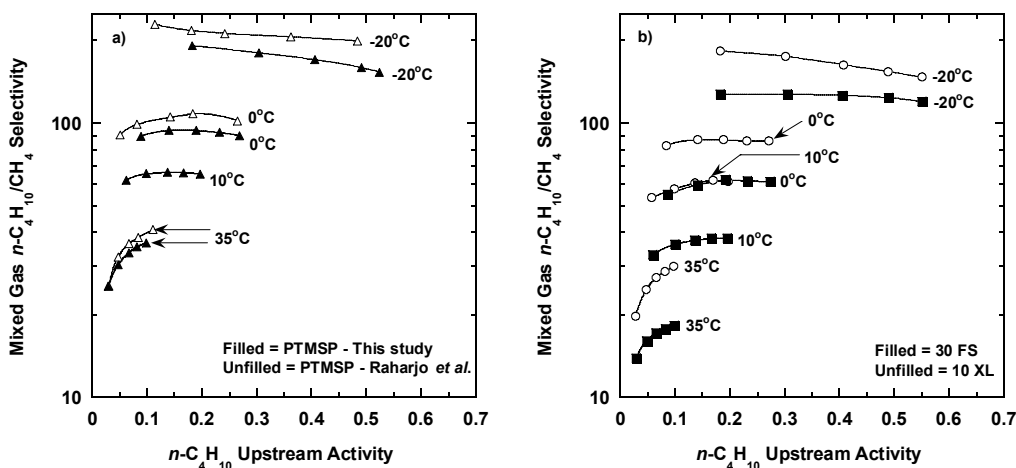 a)
-20°C
-20°C
0°C
0°C
10°C
35°C
Filled = PTMSP - This study
Unfilled = PTMSP - Raharjo et al.
100
10
0 0.1 0.2 0.3 0.4 0.5 0.6 0.7
n-C4H10 Upstream Activity
Mixed Gas n-C4H10/CH4 Selectivity
b)
-20°C
-20°C
0°C
10°C
0°C
10°C
35°C
35°C
Filled = 30 FS
Unfilled = 10 XL
100
10
0 0.1 0.2 0.3 0.4 0.5 0.6 0.7
n-C4H10 Upstream Activity
Mixed Gas n-C4H10/CH4 Selectivity